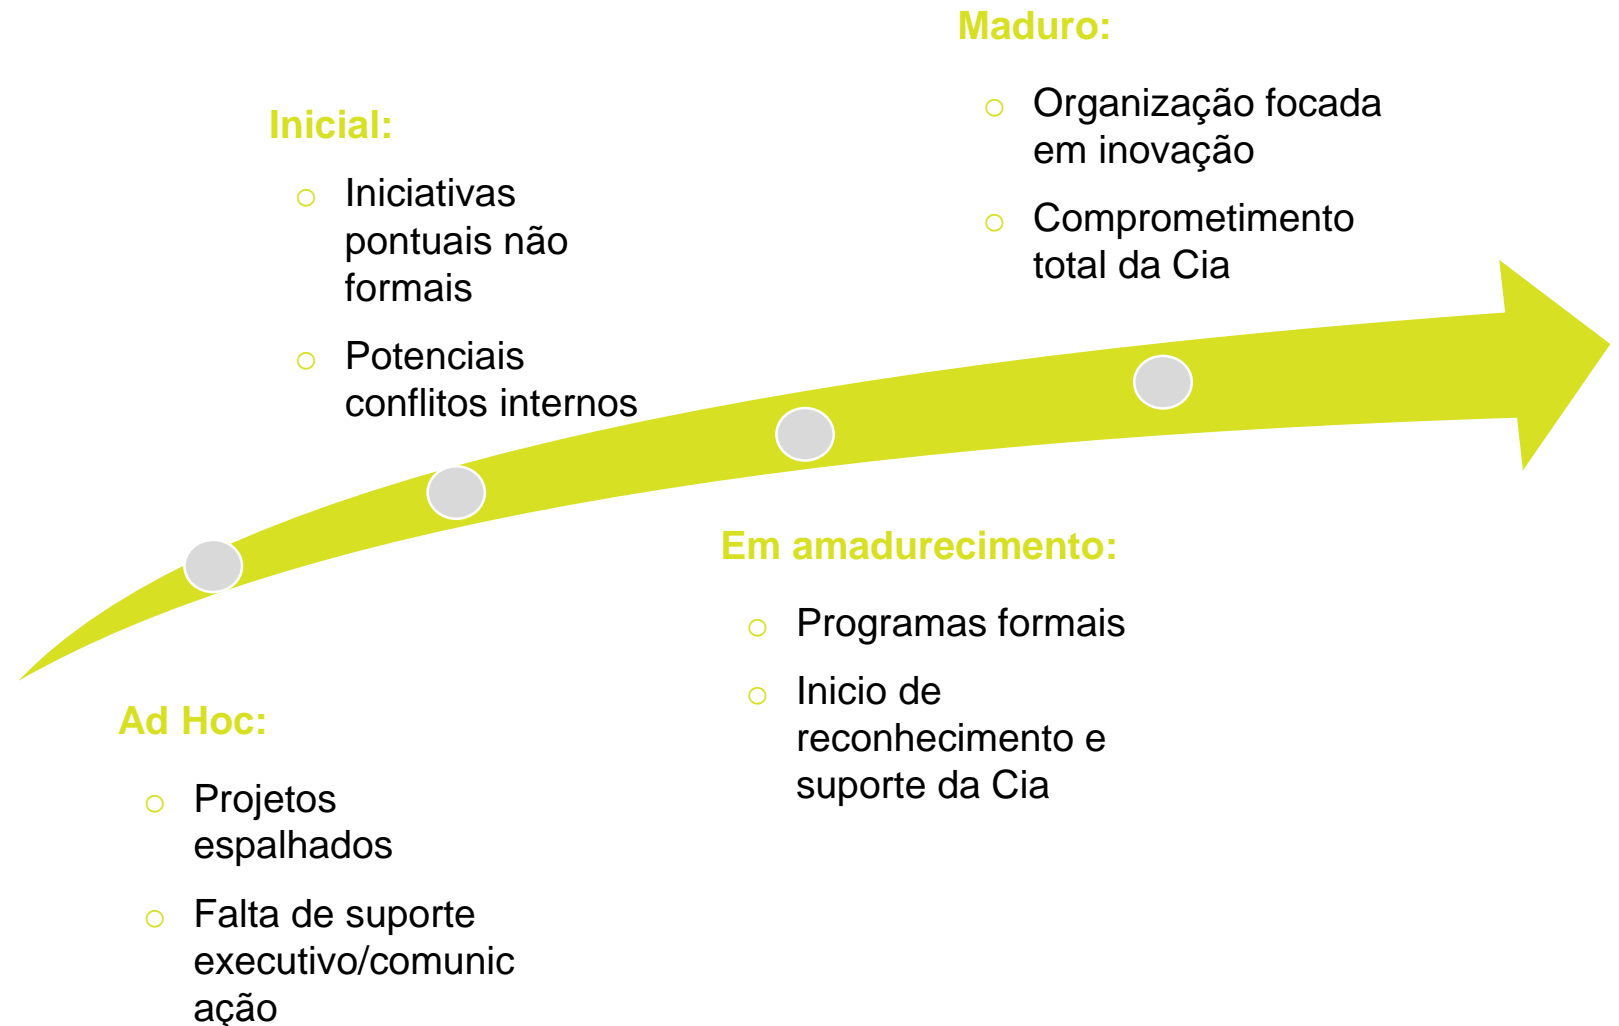 Maduro:
Organização focada
em inovação
Comprometimento
total da Cia
Inicial:
Iniciativas
pontuais não
formais
Potenciais
conflitos internos
Em amadurecimento:
Programas formais
Inicio de
reconhecimento e
suporte da Cia
Ad Hoc:
Projetos
espalhados
Falta de suporte
executivo/comunic
ação